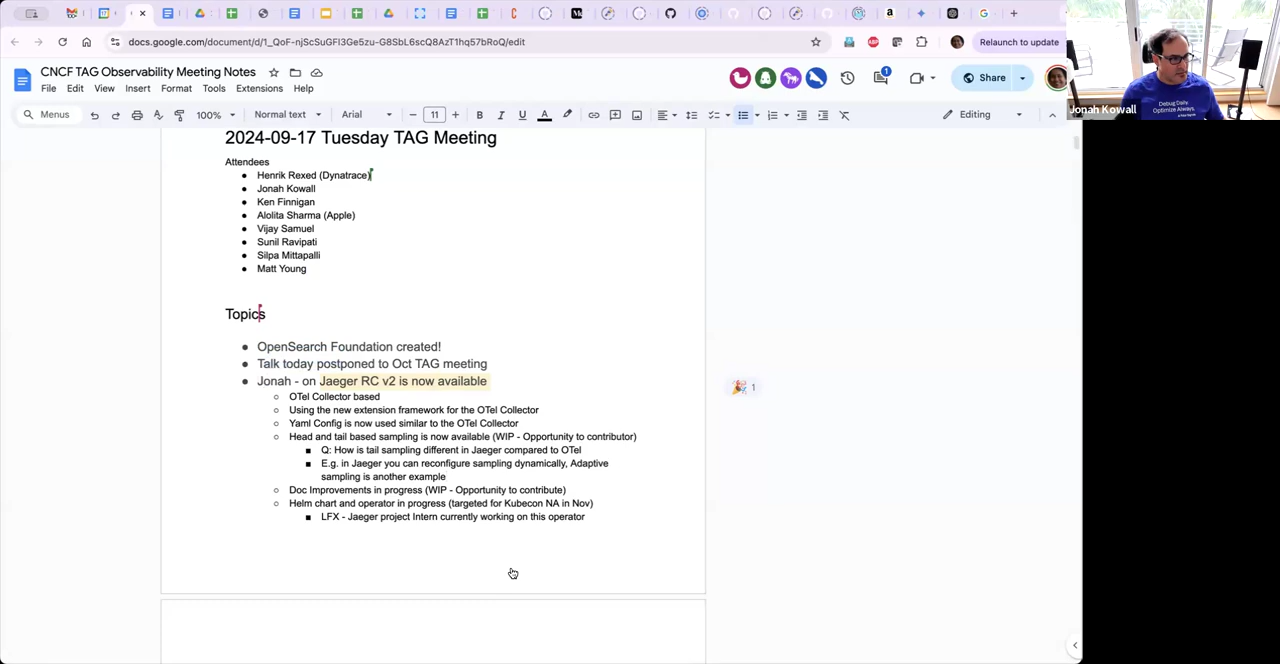 docs.google.com/document/d/1_QoF-njScSuGFI3Ge5zu-G8SbL6scQ8AzT1hq57bRrQ/edit
Relaunch to update
CNCF TAG Observability Meeting Notes
File Edit View Insert Format Tools Extensions Help
1
Share
Menus
100%
Normal text
Arial
11
B I U A
Editing
Jonah Kowall
Debug Daily.
Optimize Always.
2024-09-17 Tuesday TAG Meeting
Attendees
Henrik Rexed (Dynatrace)
Jonah Kowall
Ken Finnigan
Alolita Sharma (Apple)
Vijay Samuel
Sunil Ravipati
Silpa Mittapalli
Matt Young
Topics
OpenSearch Foundation created!
Talk today postponed to Oct TAG meeting
Jonah - on Jaeger RC v2 is now available
🎉 1
OTel Collector based
Using the new extension framework for the OTel Collector
Yaml Config is now used similar to the OTel Collector
Head and tail based sampling is now available (WIP - Opportunity to contributor)
Q: How is tail sampling different in Jaeger compared to OTel
E.g. in Jaeger you can reconfigure sampling dynamically, Adaptive
sampling is another example
Doc Improvements in progress (WIP - Opportunity to contribute)
Helm chart and operator in progress (targeted for Kubecon NA in Nov)
LFX - Jaeger project Intern currently working on this operator